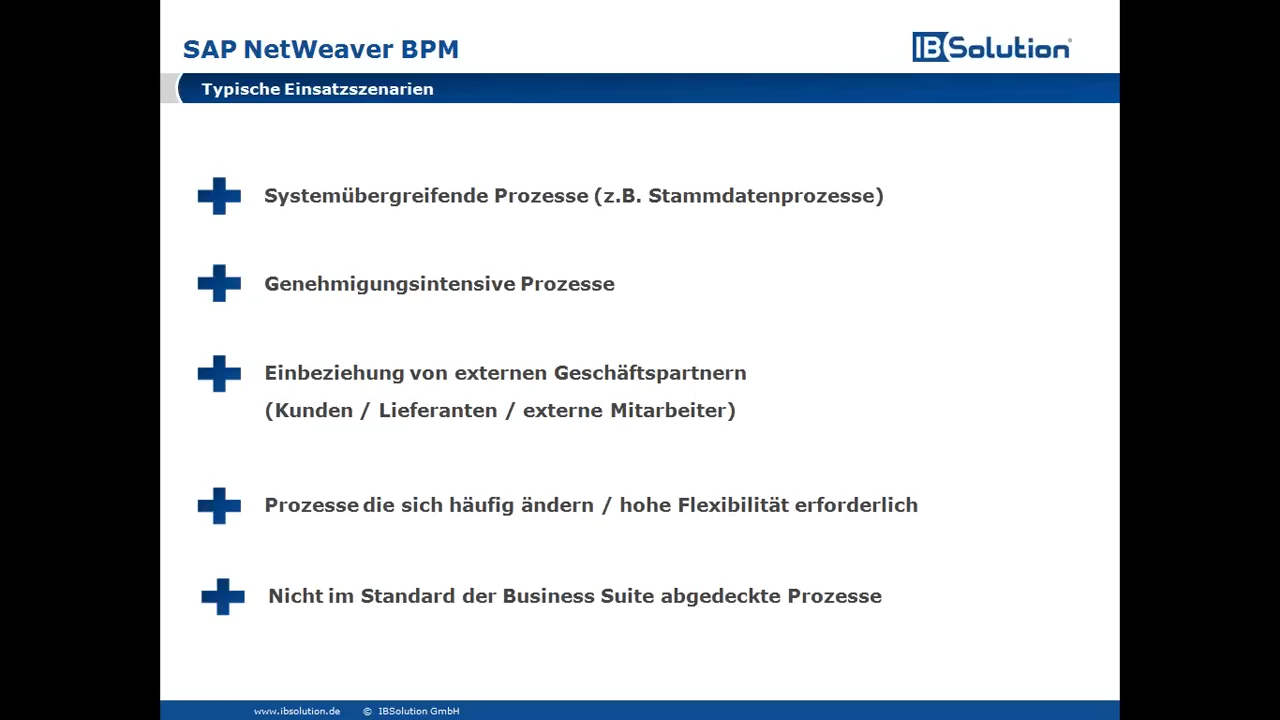 SAP NetWeaver BPM
IBSolution
Typische Einsatzszenarien
Systemübergreifende Prozesse (z.B. Stammdatenprozesse)
Genehmigungsintensive Prozesse
Einbeziehung von externen Geschäftspartnern
(Kunden / Lieferanten / externe Mitarbeiter)
Prozesse die sich häufig ändern / hohe Flexibilität erforderlich
Nicht im Standard der Business Suite abgedeckte Prozesse
www.ibsolution.de © IBSolution GmbH